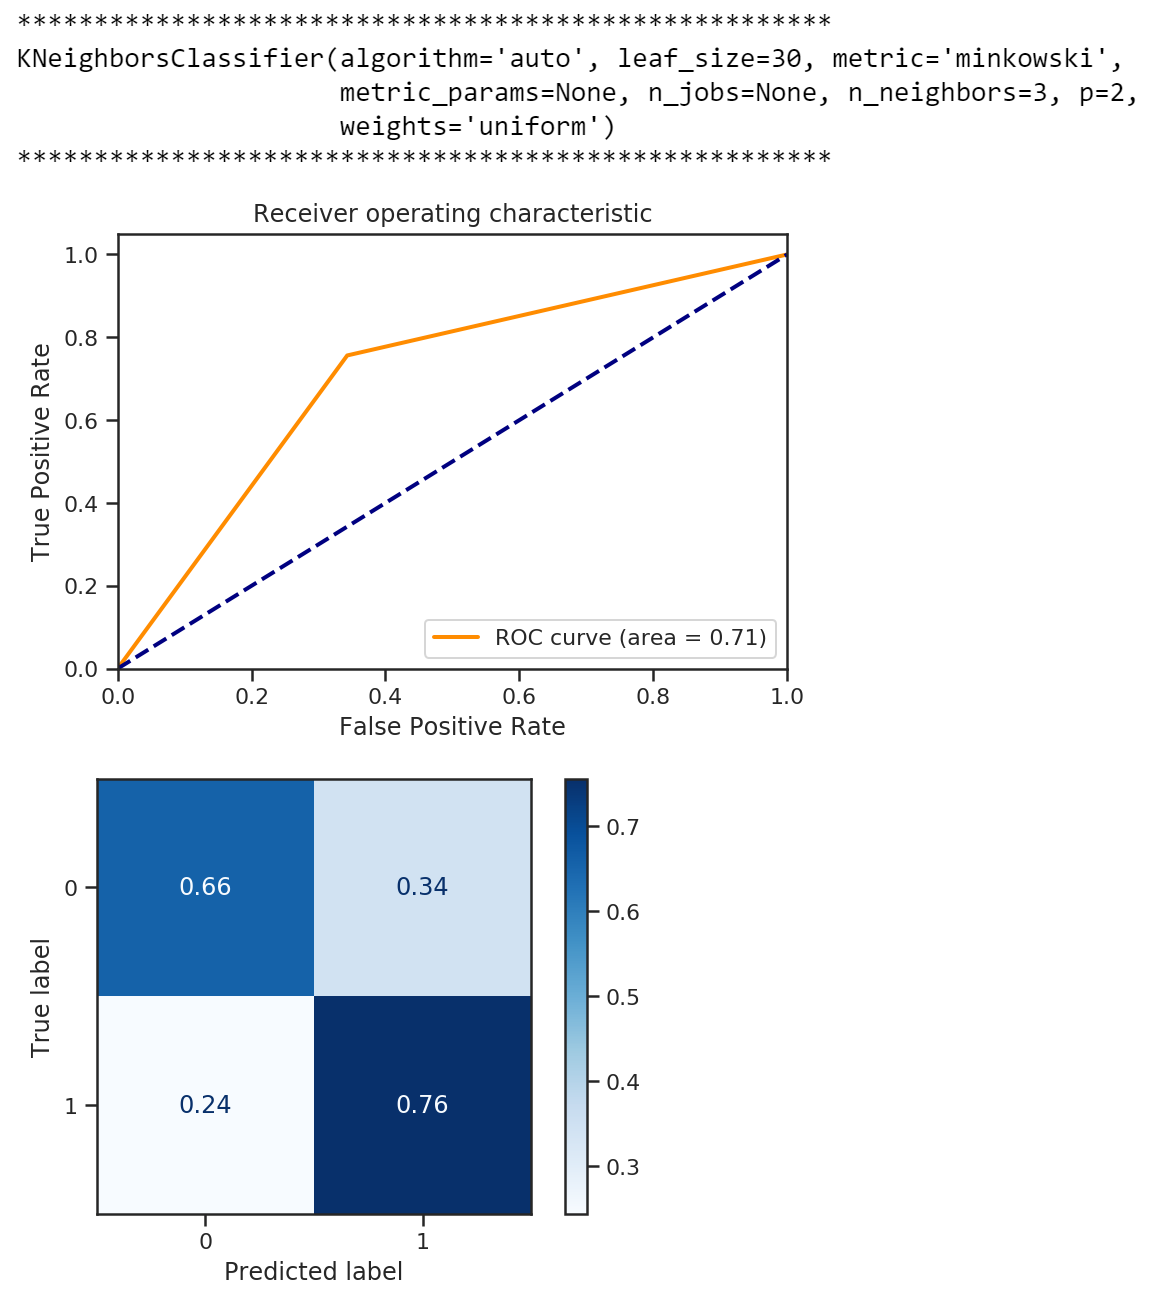 *****************************************************
KNeighborsClassifier(algorithm='auto', leaf_size=30, metric='minkowski',
metric_params=None, n_jobs=None, n_neighbors=3, p=2,
weights='uniform')
*****************************************************
Receiver operating characteristic
1.0
0.8
0.6
0.4
0.2
0.0
True Positive Rate
ROC curve (area = 0.71)
0.0 0.2 0.4 0.6 0.8 1.0
False Positive Rate
0.66 0.34
0.24 0.76
0
1
True label
0 1
Predicted label
0.7
0.6
0.5
0.4
0.3